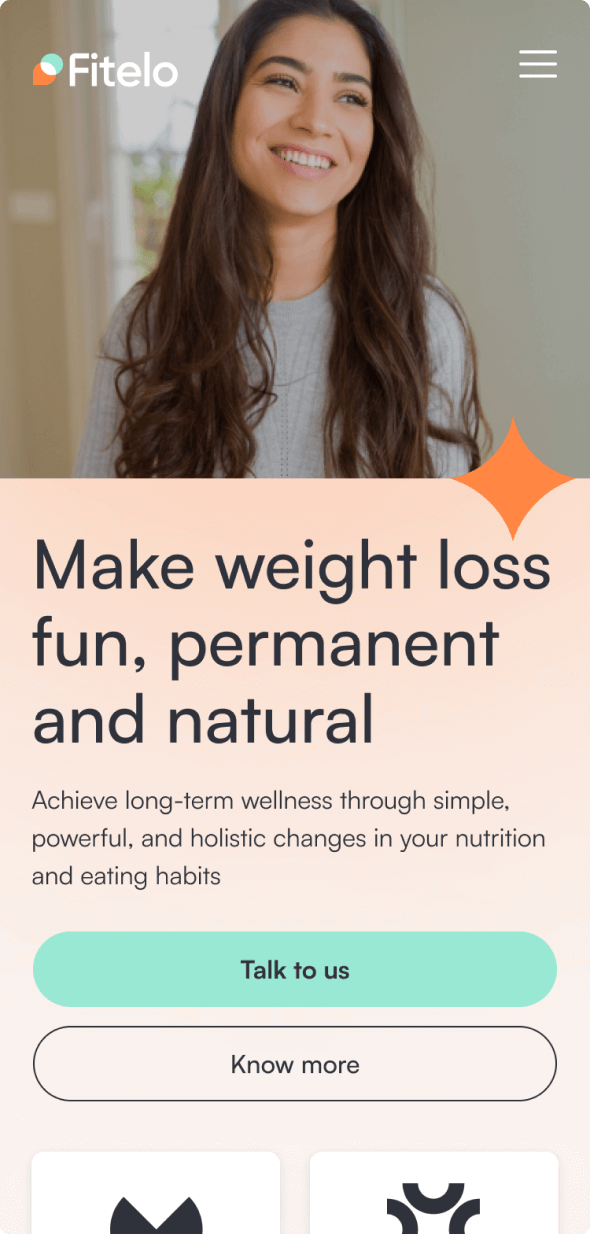 Fitelo
Make weight loss
fun, permanent
and natural
Achieve long-term wellness through simple,
powerful, and holistic changes in your nutrition
and eating habits
Talk to us
Know more